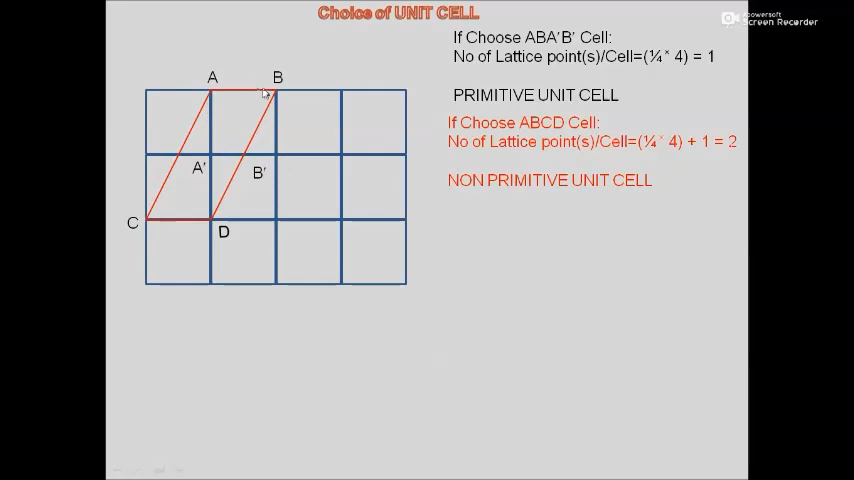 Choice of UNIT CELL
Apowersoft
Screen Recorder
If Choose ABA′B′ Cell:
No of Lattice point(s)/Cell=(¼ × 4) = 1
PRIMITIVE UNIT CELL
If Choose ABCD Cell:
No of Lattice point(s)/Cell=(¼ × 4) + 1 = 2
NON PRIMITIVE UNIT CELL
A B
A′ B′
C
D